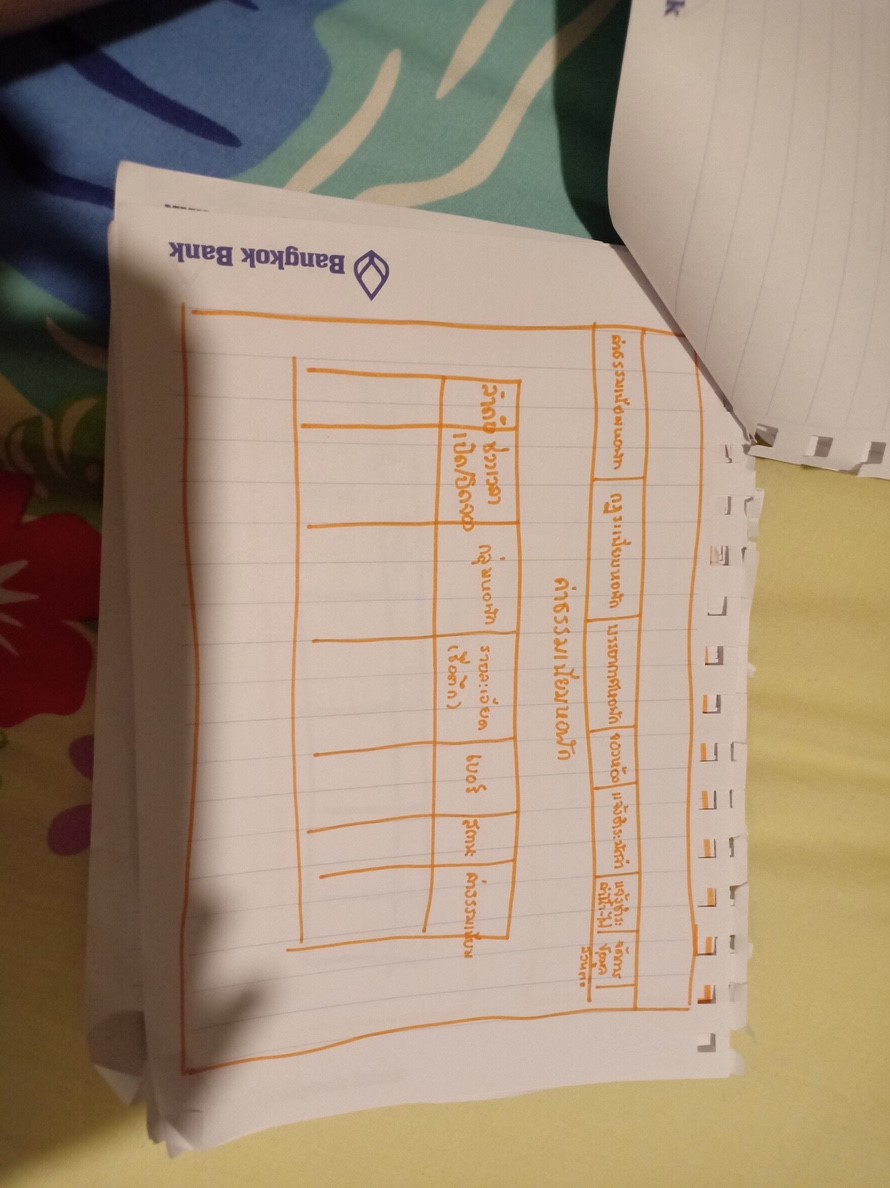 k
ค่าธรรมเนียมหอพัก
กฎระเบียบหอพัก
บรรยากาศหอพัก
จองห้อง
แจ้งชำระมัดจำ
แจ้งชำระ
ค่าน้ำ-ไฟ
จัดการ
ข้อมูล
ส่วนตัว
ค่าธรรมเนียมหอพัก
ลำดับ
ช่วงเวลา
เปิด/ปิดจอง
กลุ่มหอพัก
รายละเอียด
(ชื่อตึก)
เบอร์
สถานะ
ค่าธรรมเนียม
Bangkok Bank